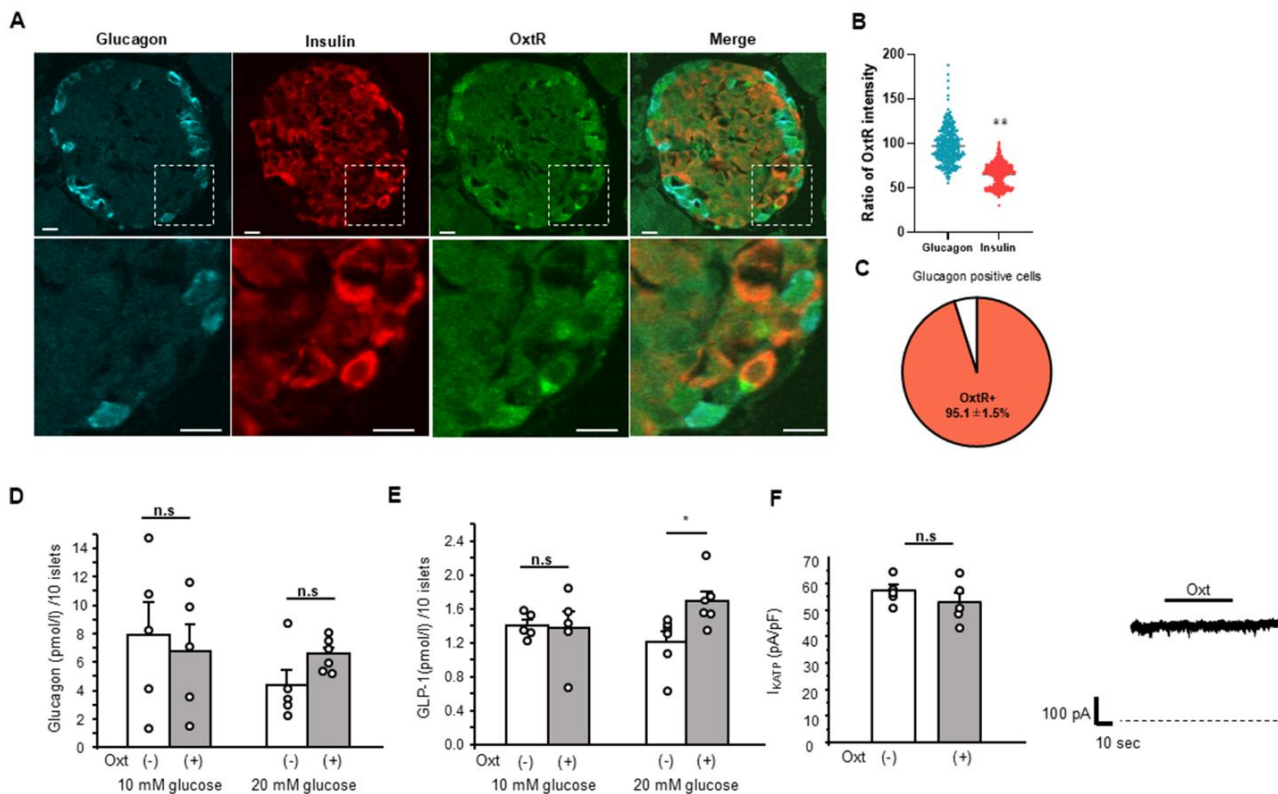 A
Glucagon Insulin OxtR Merge
B
Ratio of OxtR intensity
200
150
100
50
0
**
Glucagon Insulin
C
Glucagon positive cells
OxtR+
95.1±1.5%
D
Glucagon (pmol/l) /10 islets
14
12
10
8
6
4
2
0
n.s
n.s
Oxt (-) (+) (-) (+)
10 mM glucose 20 mM glucose
E
GLP-1(pmol/l) /10 islets
2.4
2.0
1.6
1.2
0.8
0.4
0.0
n.s
*
Oxt (-) (+) (-) (+)
10 mM glucose 20 mM glucose
F
IKATP (pA/pF)
70
60
50
40
30
20
10
0
n.s
Oxt (-) (+)
Oxt
100 pA
10 sec